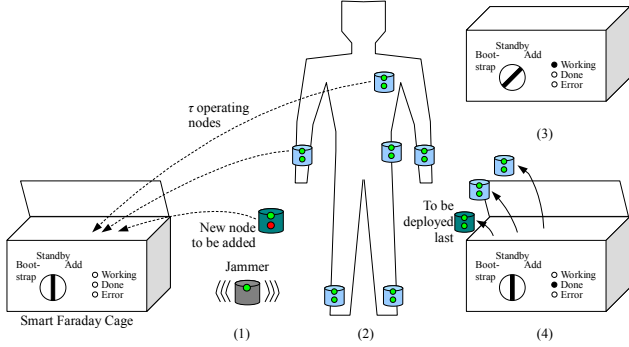 τ operating
nodes
New node
to be added
Jammer
Standby
Boot-
strap
Add
Working
Done
Error
Smart Faraday Cage
(1)
(2)
Standby
Boot-
strap
Add
Working
Done
Error
(3)
To be
deployed
last
Standby
Boot-
strap
Add
Working
Done
Error
(4)